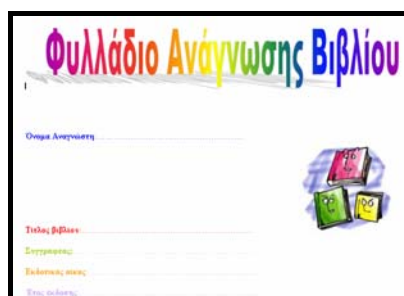 Φυλλάδιο Ανάγνωσης Βιβλίου
Όνομα Αναγνώστη
Τίτλος βιβλίου:
Συγγραφέας:
Εκδοτικός οίκος
Έτος έκδοσης: